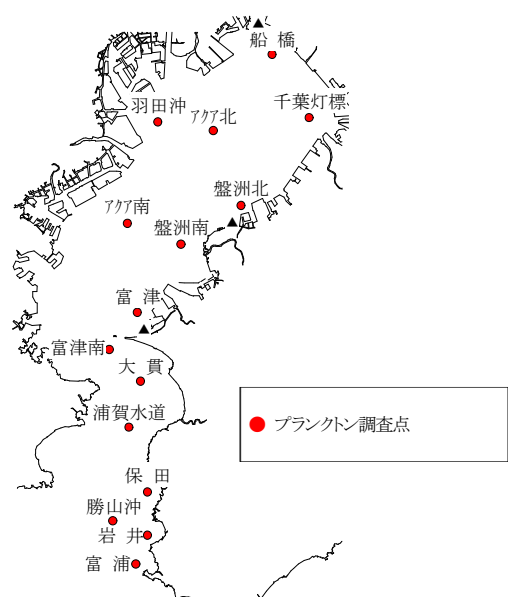 船 橋
千葉灯標
羽田沖
アクア北
盤洲北
アクア南
盤洲南
富 津
富津南
大 貫
浦賀水道
プランクトン調査点
保 田
勝山沖
岩 井
富 浦